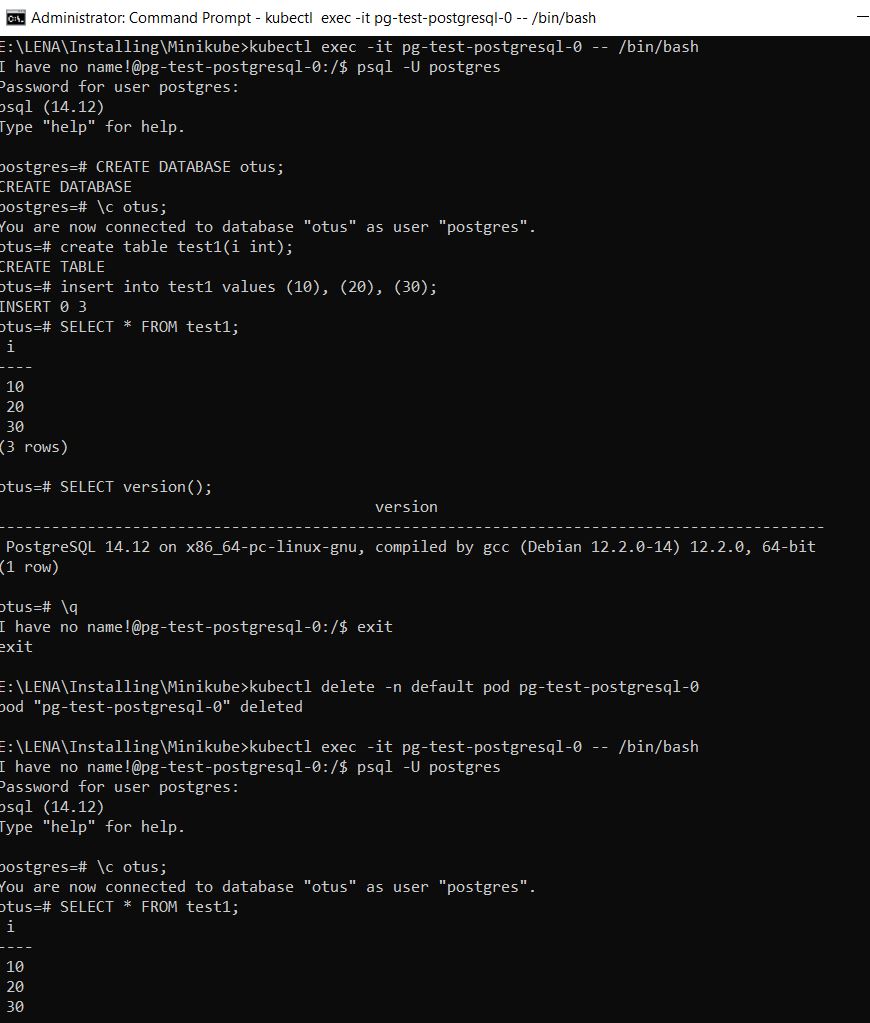 Administrator: Command Prompt - kubectl  exec -it pg-test-postgresql-0 -- /bin/bash
E:\LENA\Installing\Minikube>kubectl exec -it pg-test-postgresql-0 -- /bin/bash
I have no name!@pg-test-postgresql-0:/$ psql -U postgres
Password for user postgres:
psql (14.12)
Type "help" for help.

postgres=# CREATE DATABASE otus;
CREATE DATABASE
postgres=# \c otus;
You are now connected to database "otus" as user "postgres".
otus=# create table test1(i int);
CREATE TABLE
otus=# insert into test1 values (10), (20), (30);
INSERT 0 3
otus=# SELECT * FROM test1;
 i
----
 10
 20
 30
(3 rows)

otus=# SELECT version();
                                         version
--------------------------------------------------------------------------------------------
 PostgreSQL 14.12 on x86_64-pc-linux-gnu, compiled by gcc (Debian 12.2.0-14) 12.2.0, 64-bit
(1 row)

otus=# \q
I have no name!@pg-test-postgresql-0:/$ exit
exit

E:\LENA\Installing\Minikube>kubectl delete -n default pod pg-test-postgresql-0
pod "pg-test-postgresql-0" deleted

E:\LENA\Installing\Minikube>kubectl exec -it pg-test-postgresql-0 -- /bin/bash
I have no name!@pg-test-postgresql-0:/$ psql -U postgres
Password for user postgres:
psql (14.12)
Type "help" for help.

postgres=# \c otus;
You are now connected to database "otus" as user "postgres".
otus=# SELECT * FROM test1;
 i
----
 10
 20
 30